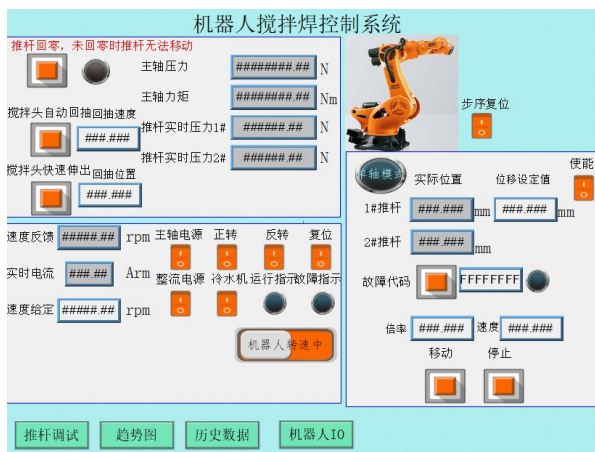 机器人搅拌焊控制系统
推杆回零，未回零时推杆无法移动
主轴压力 ########.## N
主轴力矩 ########.## Nm
搅拌头自动回抽 回抽速度 ###.###
推杆实时压力1# ######.## N
推杆实时压力2# ######.## N
搅拌头快速伸出 回抽位置 ###.###
步序复位
单轴模式 实际位置 位移设定值 使能
1#推杆 ###.### mm ###.### mm
2#推杆 ###.### mm
故障代码 FFFFFFFF
倍率 ###.### 速度 ###.###
移动 停止
速度反馈 #####.## rpm 主轴电源 正转 反转 复位
实时电流 ###.## Arm 整流电源 冷水机 运行指示 故障指示
速度给定 #####.## rpm
机器人转速中
推杆调试 趋势图 历史数据 机器人IO